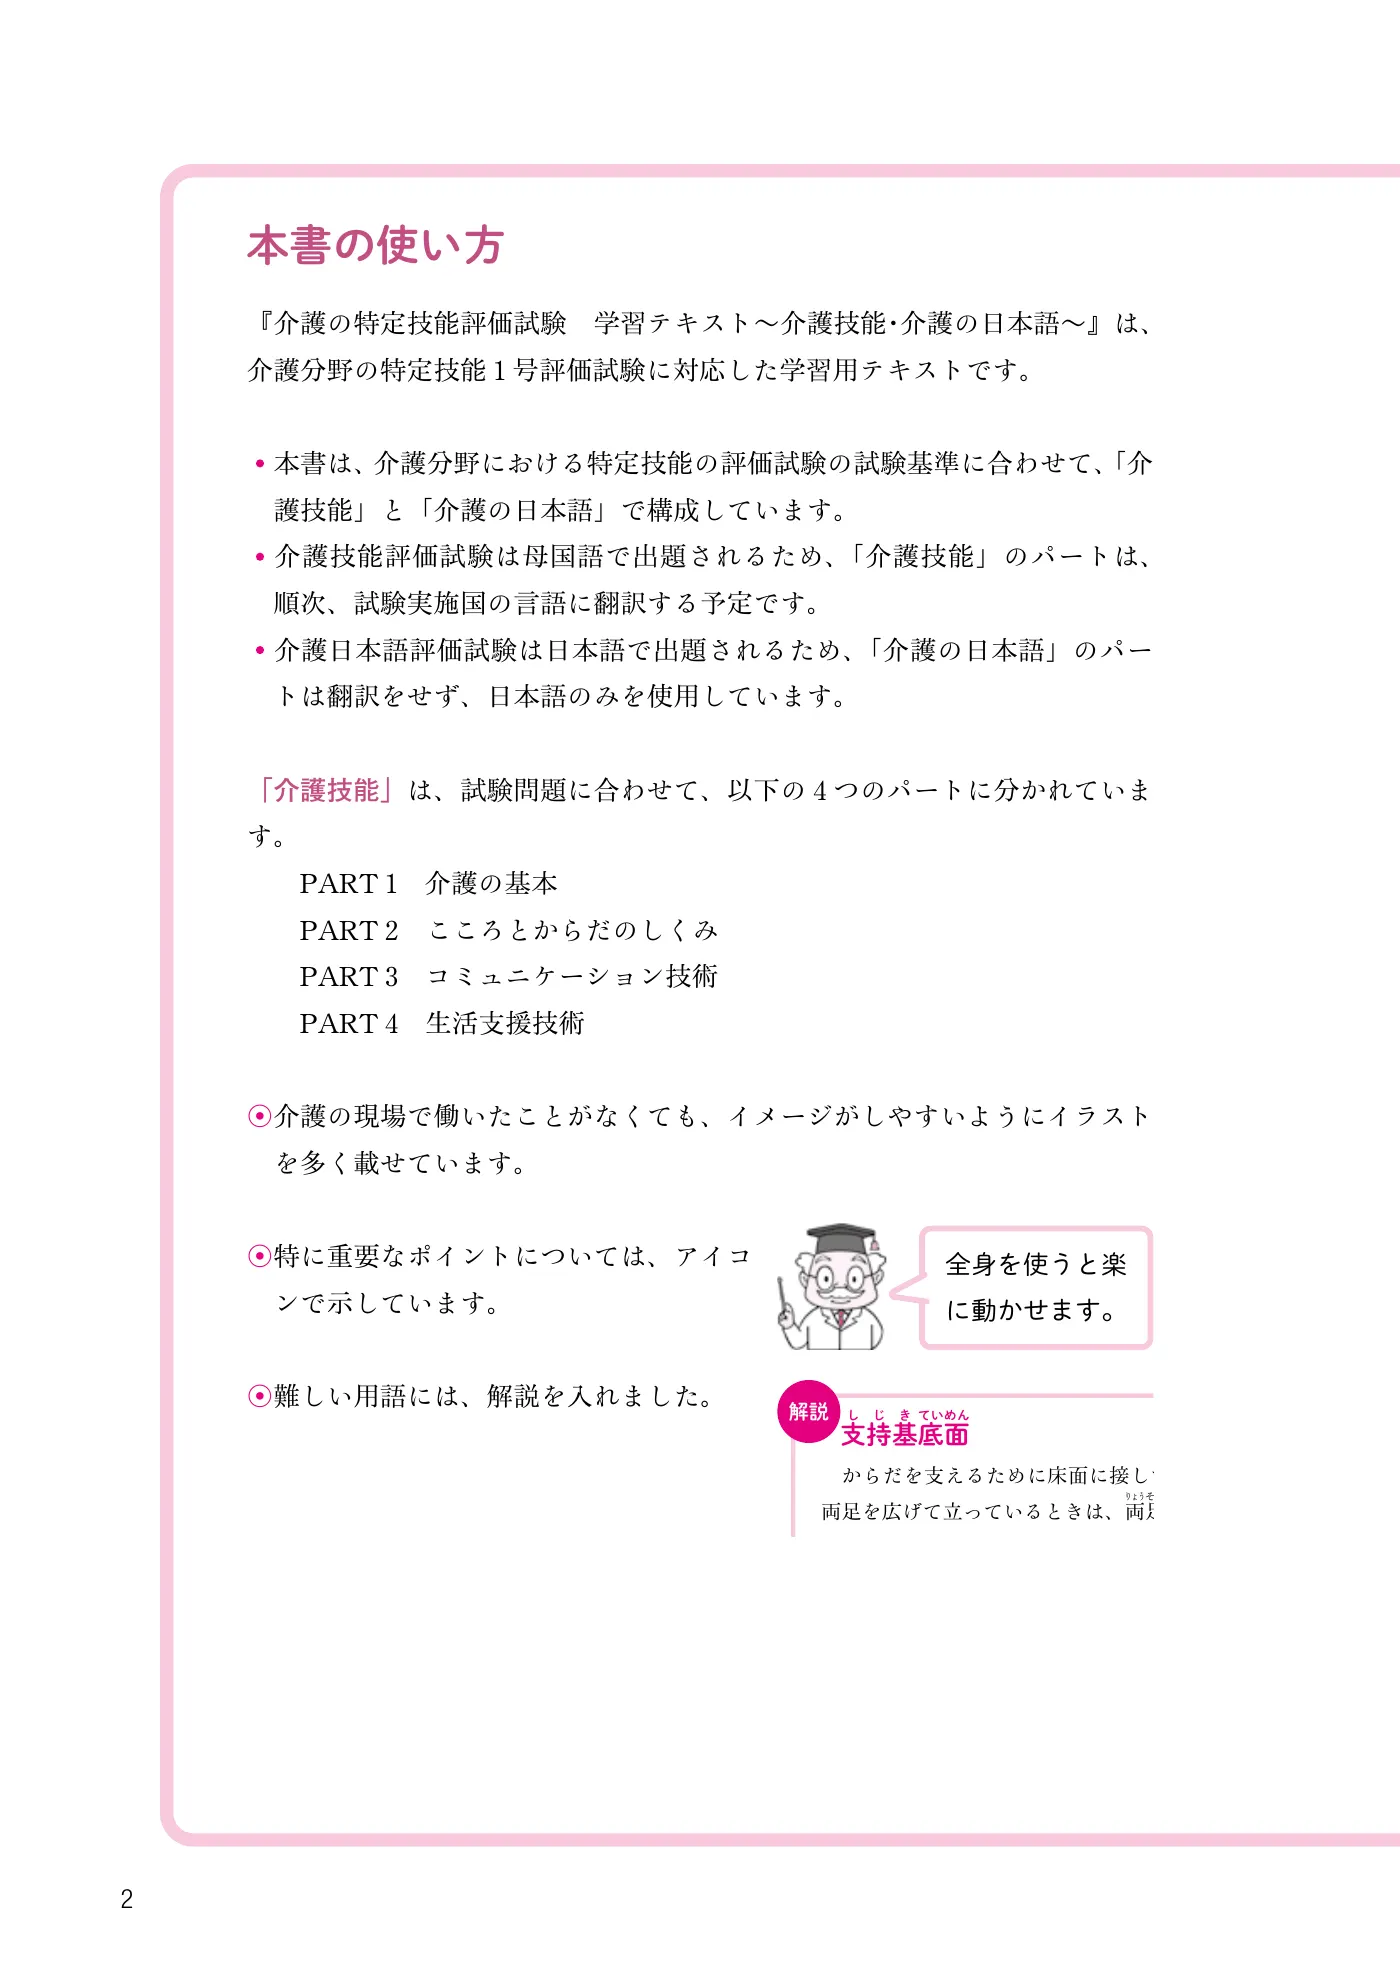 本書の使い方
『介護の特定技能評価試験　学習テキスト～介護技能・介護の日本語～』は、
介護分野の特定技能１号評価試験に対応した学習用テキストです。
• 本書は、介護分野における特定技能の評価試験の試験基準に合わせて、「介
護技能」と「介護の日本語」で構成しています。
• 介護技能評価試験は母国語で出題されるため、「介護技能」のパートは、
順次、試験実施国の言語に翻訳する予定です。
• 介護日本語評価試験は日本語で出題されるため、「介護の日本語」のパー
トは翻訳をせず、日本語のみを使用しています。
「介護技能」は、試験問題に合わせて、以下の４つのパートに分かれていま
す。
PART１　介護の基本
PART２　こころとからだのしくみ
PART３　コミュニケーション技術
PART４　生活支援技術
⦿介護の現場で働いたことがなくても、イメージがしやすいようにイラスト
を多く載せています。
⦿特に重要なポイントについては、アイコ
ンで示しています。
全身を使うと楽
に動かせます。
⦿難しい用語には、解説を入れました。
解説
しじきていめん
支持基底面
からだを支えるために床面に接し
りょうそ
両足を広げて立っているときは、両
2